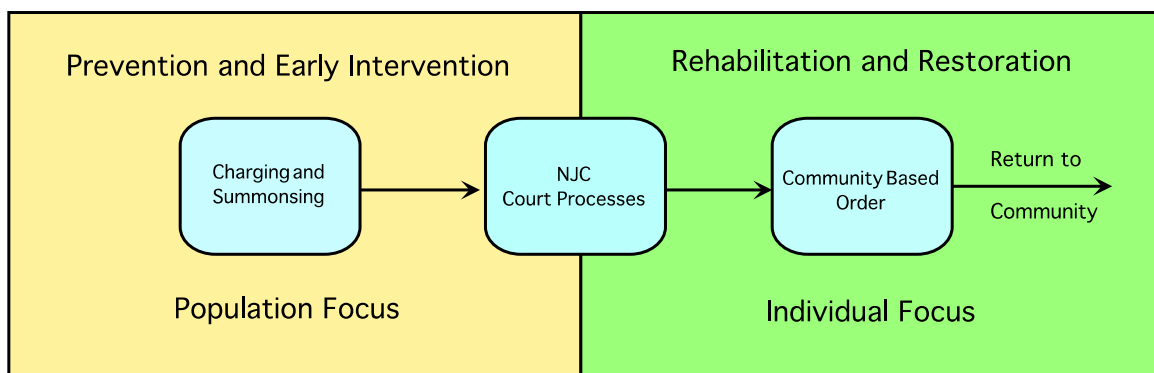 Prevention and Early Intervention
Rehabilitation and Restoration
Charging and
Summonsing
NJC
Court Processes
Community Based
Order
Return to
Community
Population Focus
Individual Focus